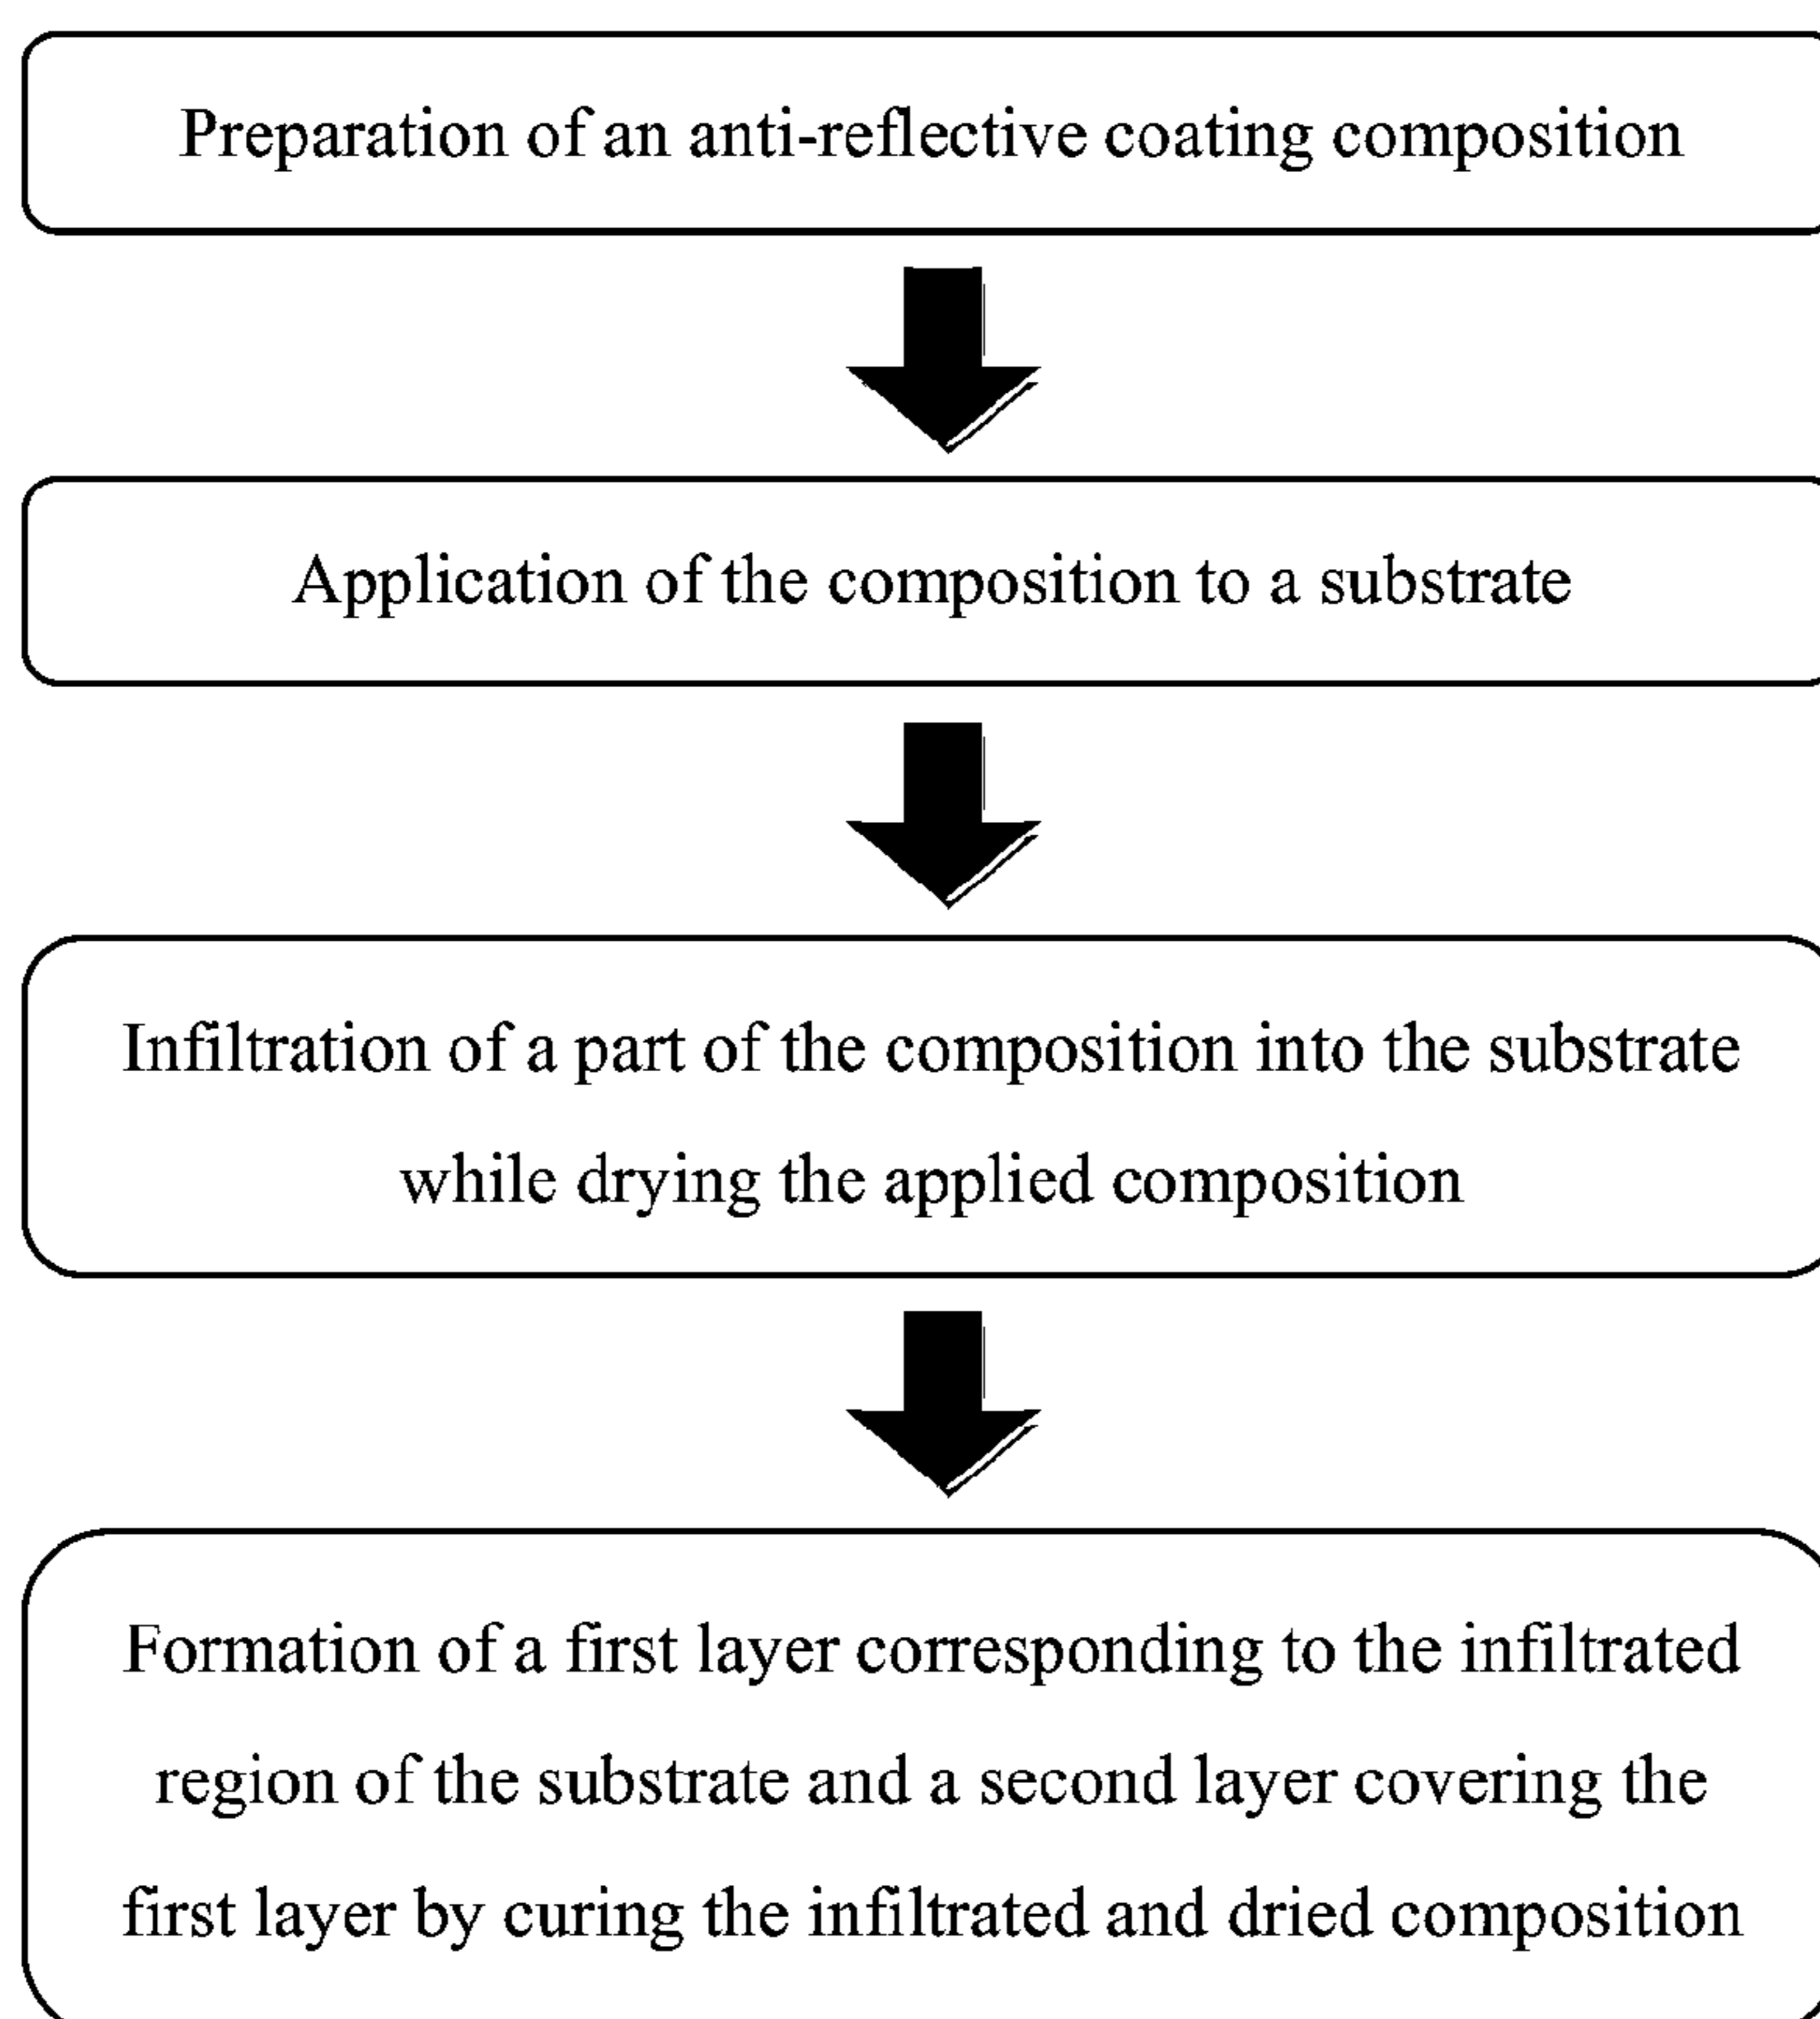 Preparation of an anti-reflective coating composition
Application of the composition to a substrate
Infiltration of a part of the composition into the substrate
while drying the applied composition
Formation of a first layer corresponding to the infiltrated
region of the substrate and a second layer covering the
first layer by curing the infiltrated and dried composition